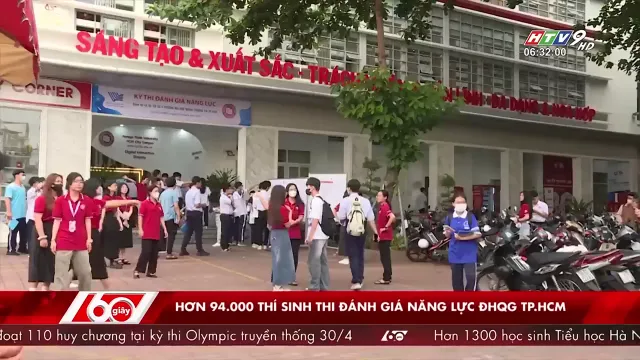 HTV9 HD
06:32:00
SÁNG TẠO & XUẤT SẮC · TRÁCH
ĐA DẠNG &
CORNER
KỲ THI ĐÁNH GIÁ NĂNG LỰC
60 giây
HƠN 94.000 THÍ SINH THI ĐÁNH GIÁ NĂNG LỰC ĐHQG TP.HCM
đoạt 110 huy chương tại kỳ thi Olympic truyền thống 30/4
60
Hơn 1300 học sinh Tiểu học Hà N